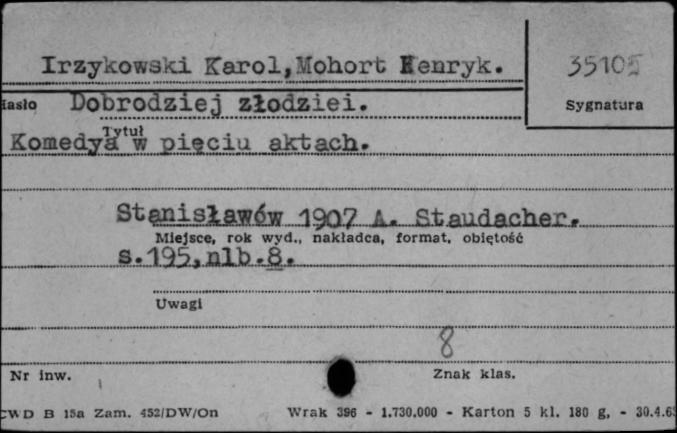 Irzykowski Karol,Mohort Henryk.
35105
Sygnatura
Hasło Dobrodziej złodziei.
Tytuł
Komedya w pięciu aktach.
Stanisławów 1907 A. Staudacher.
Miejsce, rok wyd., nakładca, format, objętość
s.195,nlb.8.
Uwagi
8
Nr inw.
Znak klas.
CWD B 15a Zam. 452/DW/On Wrak 396 - 1.730.000 - Karton 5 kl. 180 g, - 30.4.63